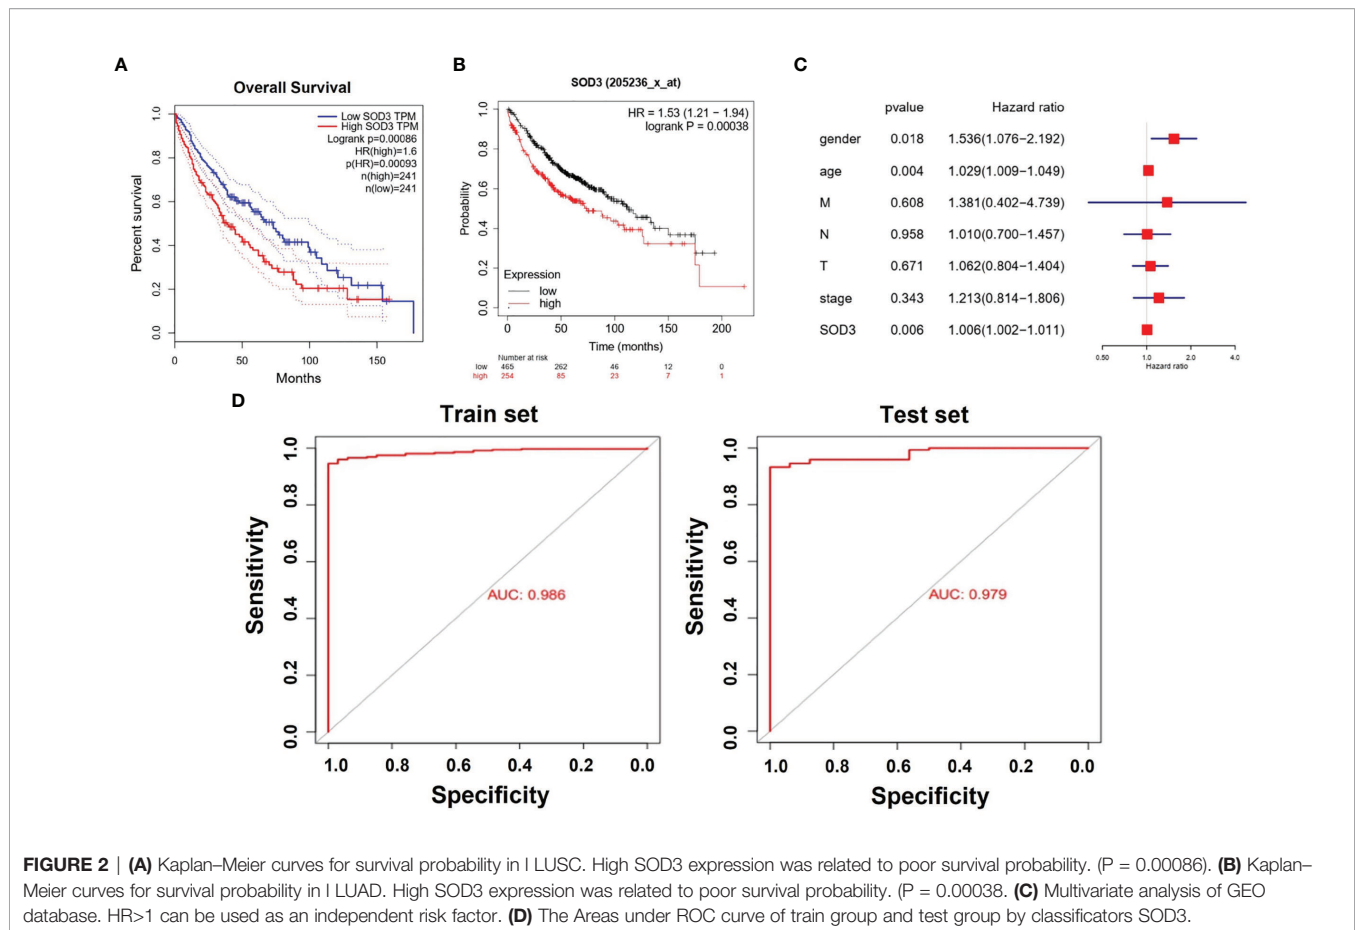 A
Overall Survival
Low SOD3 TPM
High SOD3 TPM
Logrank p=0.00086
HR(high)=1.6
p(HR)=0.00093
n(high)=241
n(low)=241
Percent survival
1.0
0.8
0.6
0.4
0.2
0.0
0 50 100 150
Months
B
SOD3 (205236_x_at)
HR = 1.53 (1.21 − 1.94)
logrank P = 0.00038
Probability
1.0
0.8
0.6
0.4
0.2
0.0
Expression
low
high
0 50 100 150 200
Time (months)
Number at risk
low 465 262 46 12 0
high 254 85 23 7 1
C
pvalue Hazard ratio
gender 0.018 1.536(1.076−2.192)
age 0.004 1.029(1.009−1.049)
M 0.608 1.381(0.402−4.739)
N 0.958 1.010(0.700−1.457)
T 0.671 1.062(0.804−1.404)
stage 0.343 1.213(0.814−1.806)
SOD3 0.006 1.006(1.002−1.011)
0.50 1.0 2.0 4.0
Hazard ratio
D
Train set
Sensitivity
1.0
0.8
0.6
0.4
0.2
0.0
AUC: 0.986
1.0 0.8 0.6 0.4 0.2 0.0
Specificity
Test set
Sensitivity
1.0
0.8
0.6
0.4
0.2
0.0
AUC: 0.979
1.0 0.8 0.6 0.4 0.2 0.0
Specificity
FIGURE 2 | (A) Kaplan–Meier curves for survival probability in l LUSC. High SOD3 expression was related to poor survival probability. (P = 0.00086). (B) Kaplan–
Meier curves for survival probability in l LUAD. High SOD3 expression was related to poor survival probability. (P = 0.00038. (C) Multivariate analysis of GEO
database. HR>1 can be used as an independent risk factor. (D) The Areas under ROC curve of train group and test group by classificators SOD3.